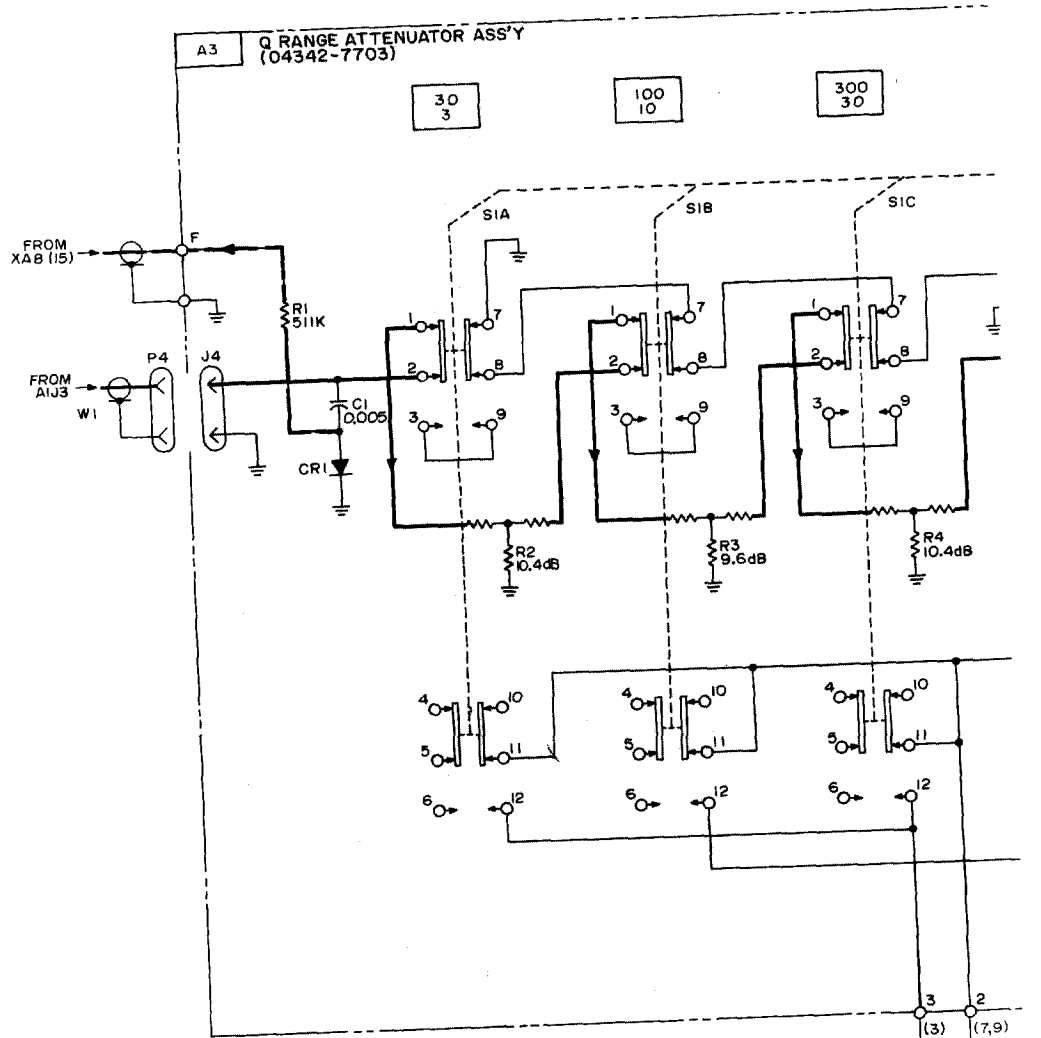 A3
Q RANGE ATTENUATOR ASS'Y
(04342-7703)
30
3
100
10
300
30
S1A
S1B
S1C
FROM
XA8 (15)
F
R1
511K
P4
J4
FROM
A1J3
W1
C1
0.005
CR1
1
7
2
8
3
9
1
7
2
8
3
9
1
7
2
8
3
9
R2
10.4dB
R3
9.6dB
R4
10.4dB
4
10
5
11
6
12
4
10
5
11
6
12
4
10
5
11
6
12
3
2
(3)
(7,9)